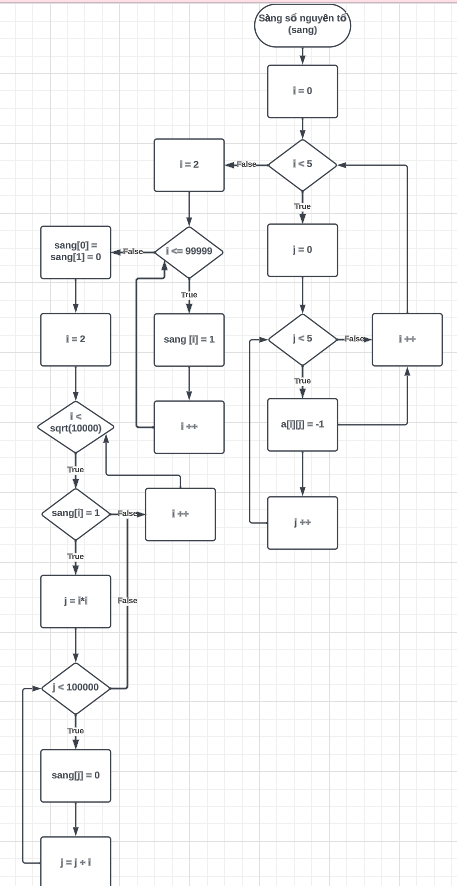 Sàng số nguyên tố
(sang)
i = 0
i < 5
False
i = 2
True
j = 0
i <= 99999
False
sang[0] =
sang[1] = 0
True
i = 2
sang [i] = 1
j < 5
False
i ++
True
i <
sqrt(10000)
i ++
a[i][j] = -1
True
sang[i] = 1
False
i ++
j ++
True
j = i*i
False
j < 100000
True
sang[j] = 0
j = j + i